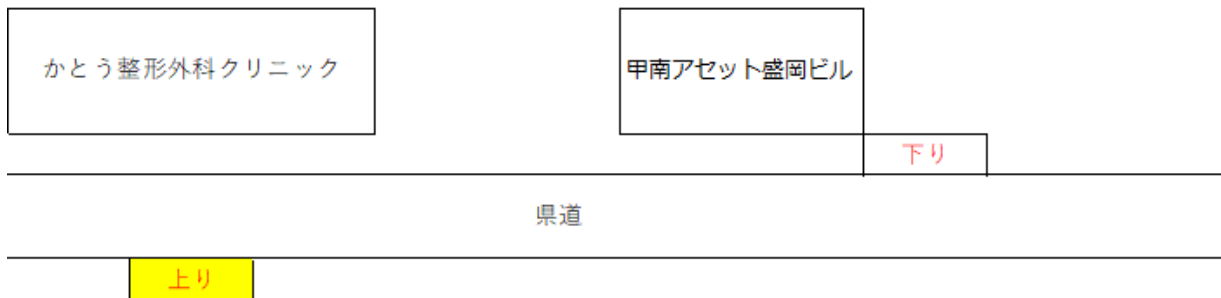 かとう整形外科クリニック
甲南アセット盛岡ビル
下り
県道
上り